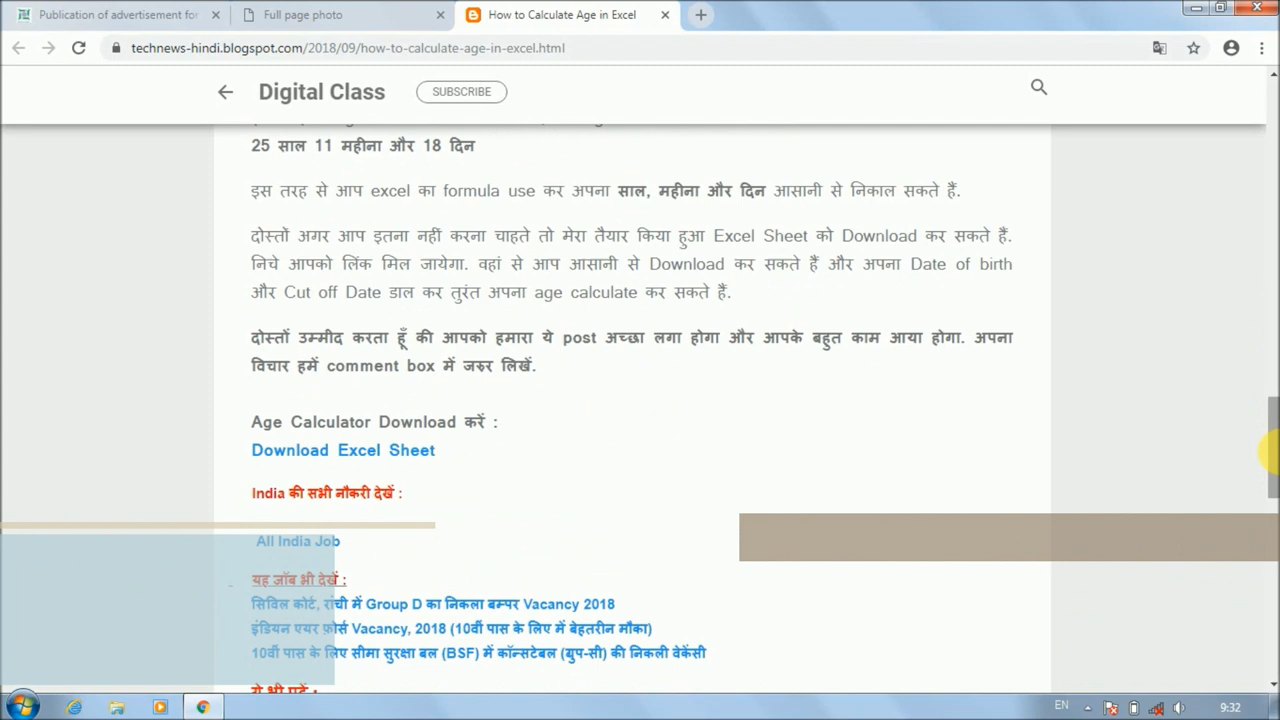 Publication of advertisement for
Full page photo
How to Calculate Age in Excel
technews-hindi.blogspot.com/2018/09/how-to-calculate-age-in-excel.html
Digital Class
SUBSCRIBE
25 साल 11 महीना और 18 दिन
इस तरह से आप excel का formula use कर अपना साल, महीना और दिन आसानी से निकाल सकते हैं.
दोस्तों अगर आप इतना नहीं करना चाहते तो मेरा तैयार किया हुआ Excel Sheet को Download कर सकते हैं.
निचे आपको लिंक मिल जायेगा. वहां से आप आसानी से Download कर सकते हैं और अपना Date of birth
और Cut off Date डाल कर तुरंत अपना age calculate कर सकते हैं.
दोस्तों उम्मीद करता हूँ की आपको हमारा ये post अच्छा लगा होगा और आपके बहुत काम आया होगा. अपना
विचार हमें comment box में जरुर लिखें.
Age Calculator Download करें :
Download Excel Sheet
India की सभी नौकरी देखें :
All India Job
यह जॉब भी देखें :
सिविल कोर्ट, रांची में Group D का निकला बम्पर Vacancy 2018
इंडियन एयर फ़ोर्स Vacancy, 2018 (10वीं पास के लिए में बेहतरीन मौका)
10वीं पास के लिए सीमा सुरक्षा बल (BSF) में कॉन्सटेबल (ग्रुप-सी) की निकली वेकेंसी
ये भी पढ़ें :
EN
9:32